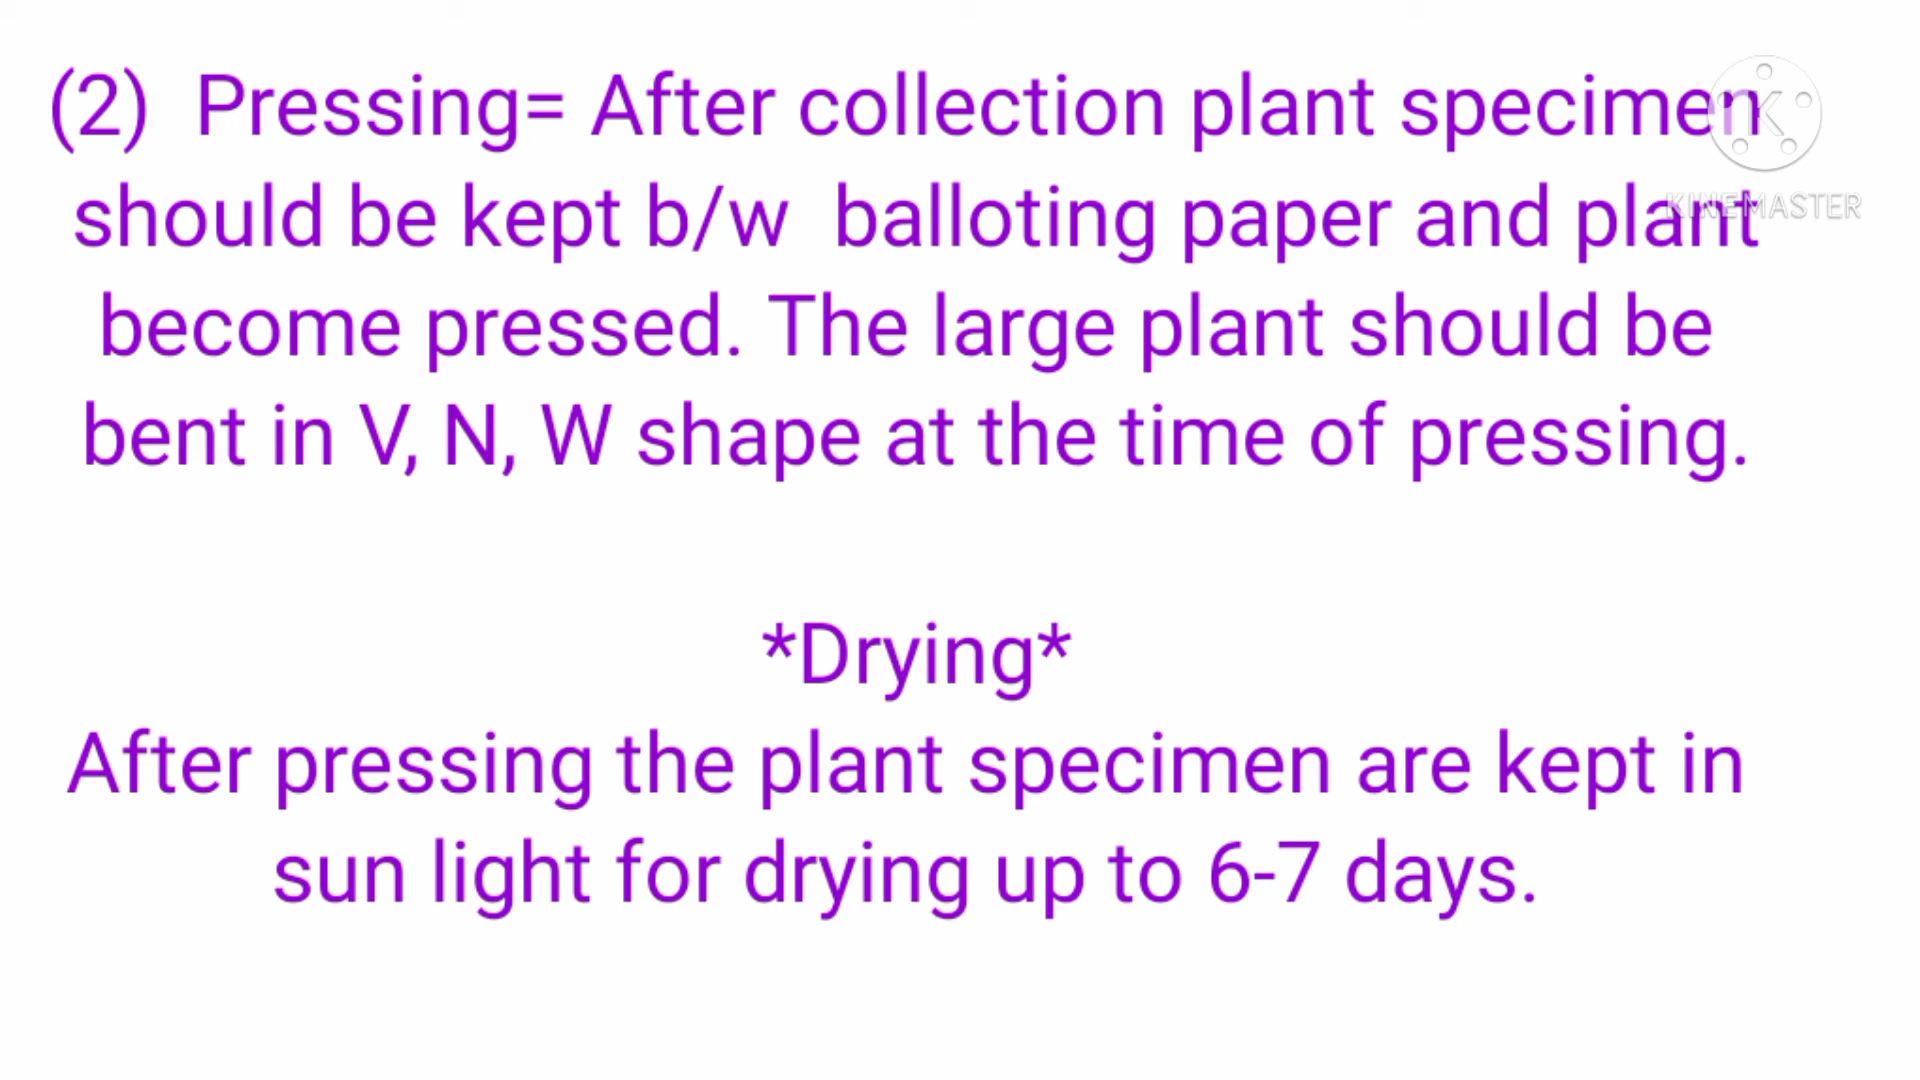 (2) Pressing= After collection plant specimen
should be kept b/w balloting paper and plant
become pressed. The large plant should be
bent in V, N, W shape at the time of pressing.
*Drying*
After pressing the plant specimen are kept in
sun light for drying up to 6-7 days.
K
KINEMASTER